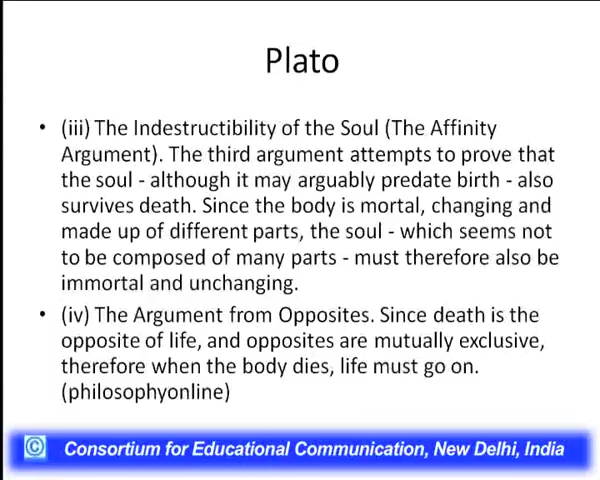 Plato
• (iii) The Indestructibility of the Soul (The Affinity
Argument). The third argument attempts to prove that
the soul - although it may arguably predate birth - also
survives death. Since the body is mortal, changing and
made up of different parts, the soul - which seems not
to be composed of many parts - must therefore also be
immortal and unchanging.
• (iv) The Argument from Opposites. Since death is the
opposite of life, and opposites are mutually exclusive,
therefore when the body dies, life must go on.
(philosophyonline)
© Consortium for Educational Communication, New Delhi, India